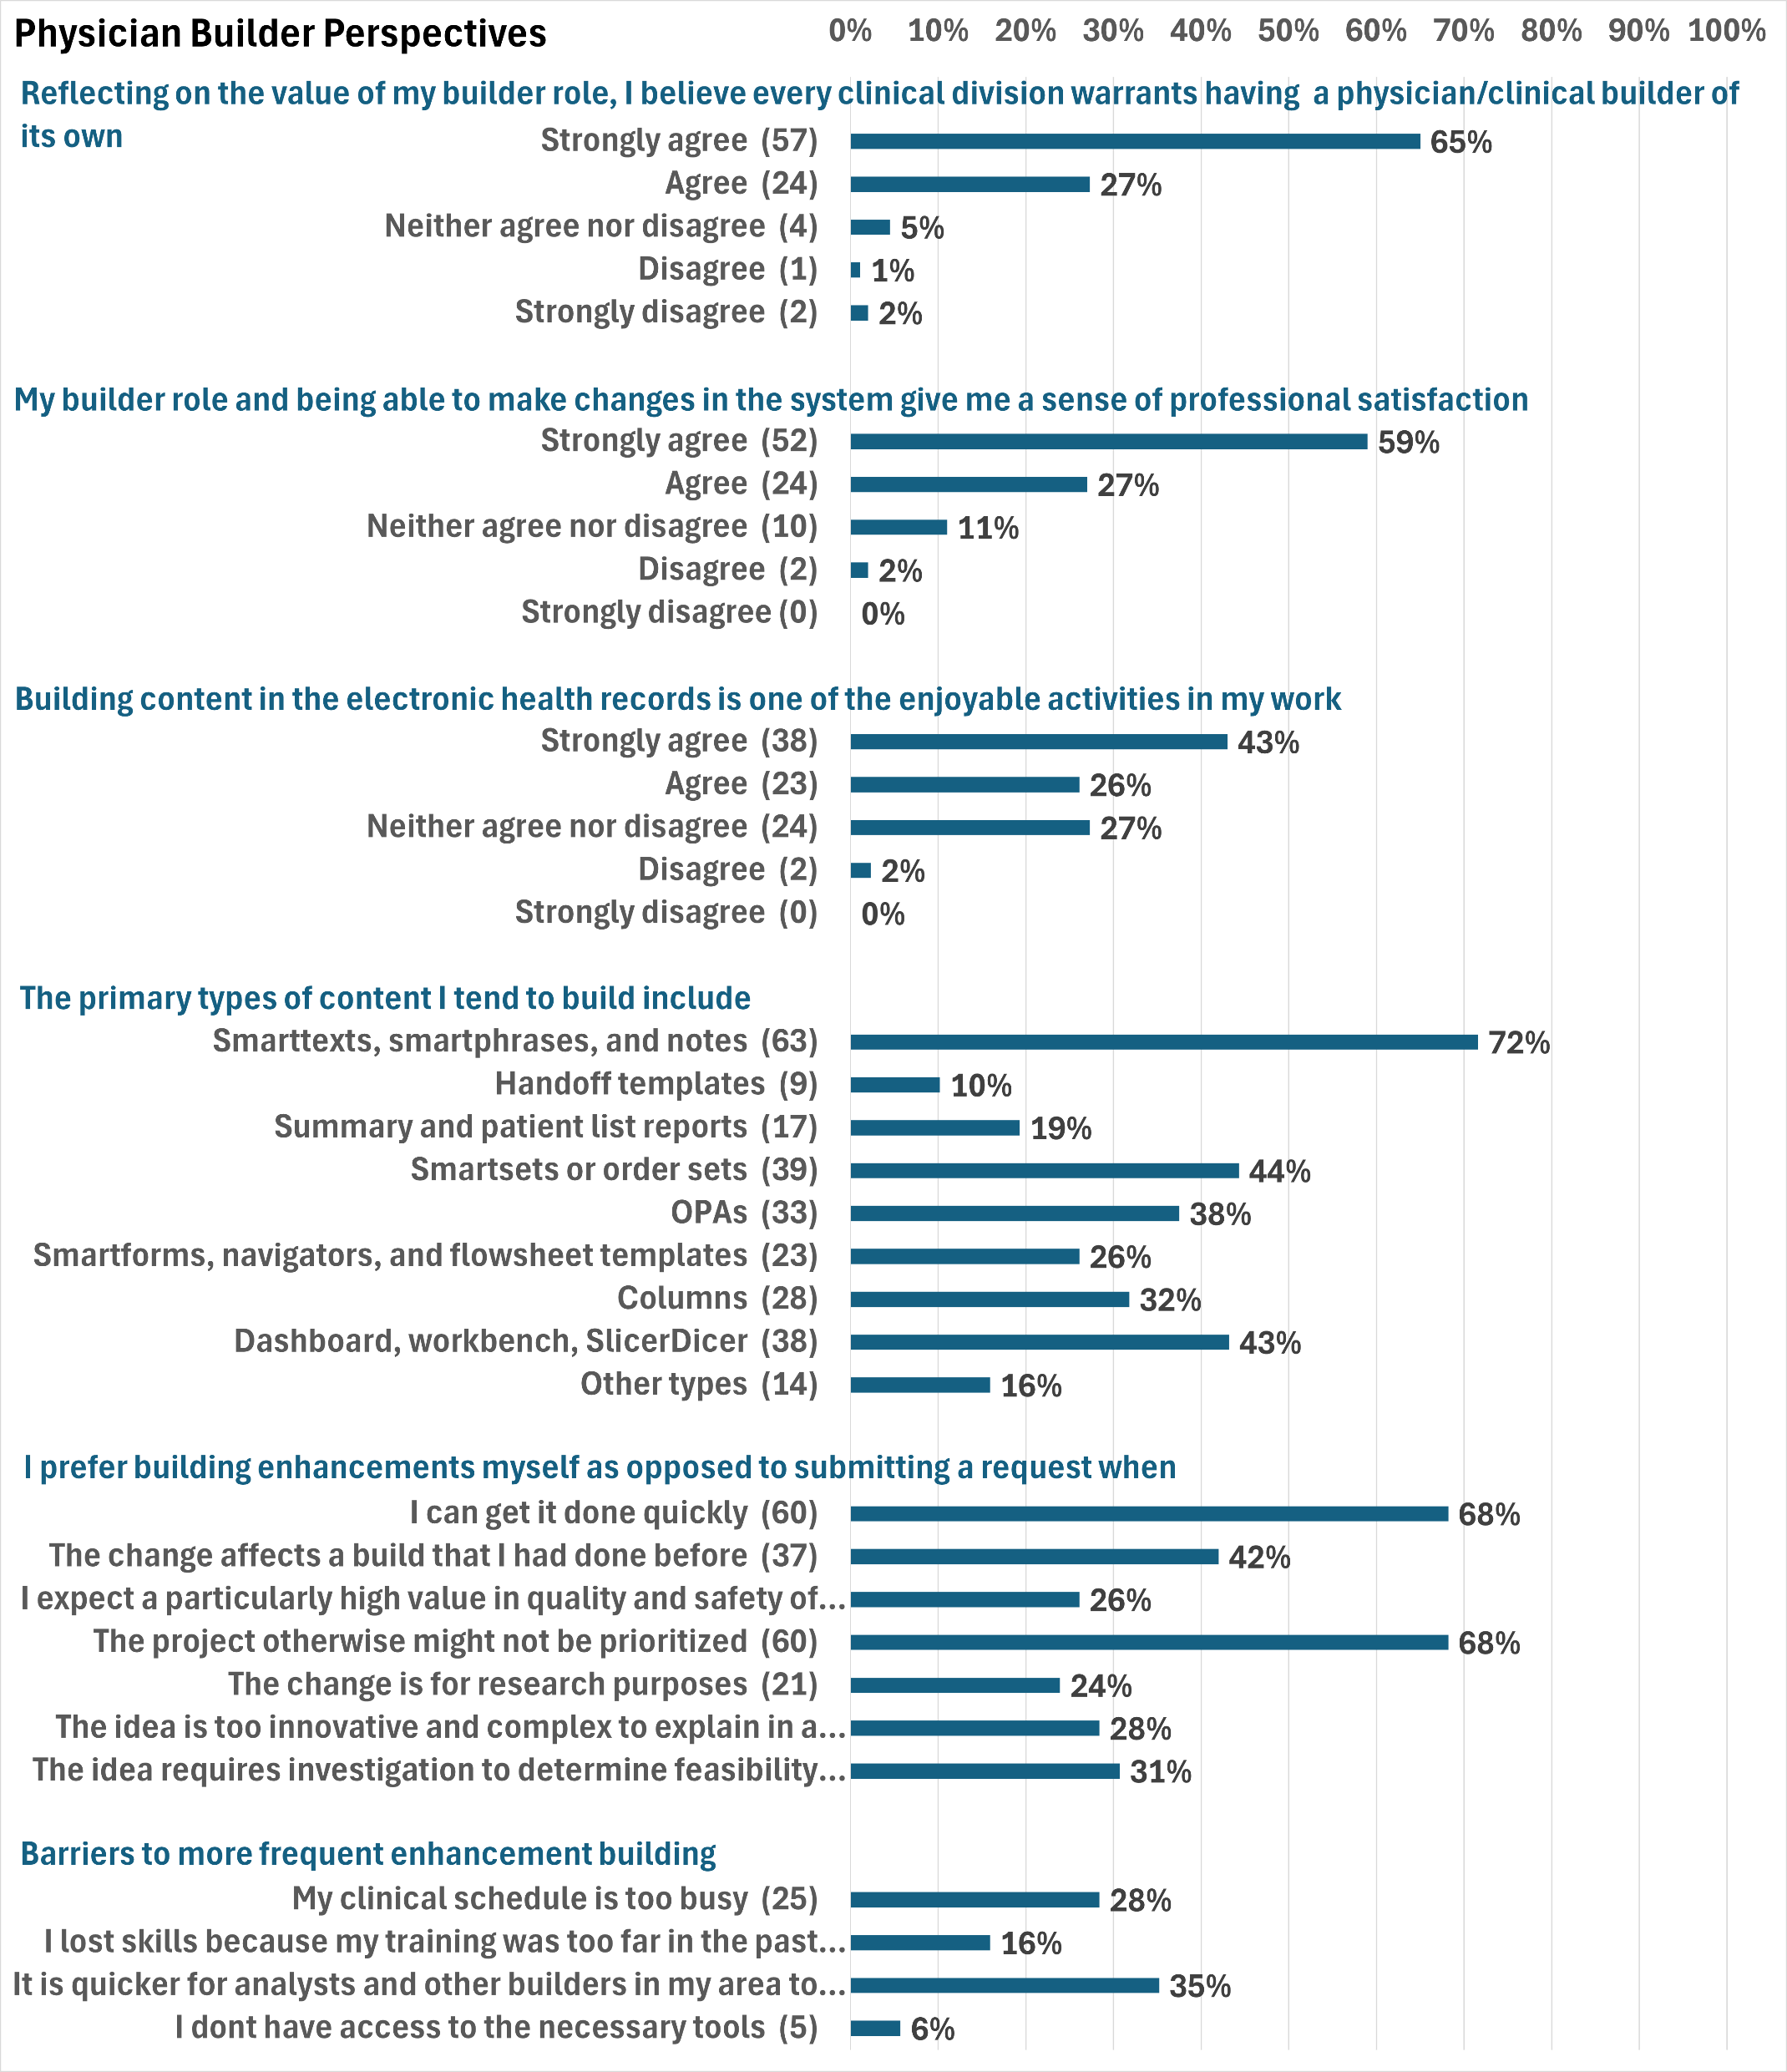 Physician Builder Perspectives 0% 10% 20% 30% 40% 50% 60% 70% 80% 90% 100%
Reflecting on the value of my builder role, I believe every clinical division warrants having a physician/clinical builder of
its own
Strongly agree (57) 65%
Agree (24) 27%
Neither agree nor disagree (4) 5%
Disagree (1) 1%
Strongly disagree (2) 2%
My builder role and being able to make changes in the system give me a sense of professional satisfaction
Strongly agree (52) 59%
Agree (24) 27%
Neither agree nor disagree (10) 11%
Disagree (2) 2%
Strongly disagree (0) 0%
Building content in the electronic health records is one of the enjoyable activities in my work
Strongly agree (38) 43%
Agree (23) 26%
Neither agree nor disagree (24) 27%
Disagree (2) 2%
Strongly disagree (0) 0%
The primary types of content I tend to build include
Smarttexts, smartphrases, and notes (63) 72%
Handoff templates (9) 10%
Summary and patient list reports (17) 19%
Smartsets or order sets (39) 44%
OPAs (33) 38%
Smartforms, navigators, and flowsheet templates (23) 26%
Columns (28) 32%
Dashboard, workbench, SlicerDicer (38) 43%
Other types (14) 16%
I prefer building enhancements myself as opposed to submitting a request when
I can get it done quickly (60) 68%
The change affects a build that I had done before (37) 42%
I expect a particularly high value in quality and safety of... 26%
The project otherwise might not be prioritized (60) 68%
The change is for research purposes (21) 24%
The idea is too innovative and complex to explain in a... 28%
The idea requires investigation to determine feasibility... 31%
Barriers to more frequent enhancement building
My clinical schedule is too busy (25) 28%
I lost skills because my training was too far in the past... 16%
It is quicker for analysts and other builders in my area to... 35%
I dont have access to the necessary tools (5) 6%